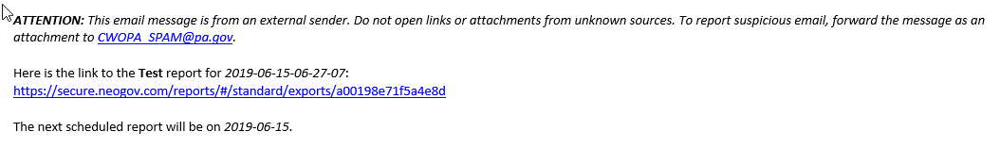 ATTENTION: This email message is from an external sender. Do not open links or attachments from unknown sources. To report suspicious email, forward the message as an
attachment to CWOPA_SPAM@pa.gov.
Here is the link to the Test report for 2019-06-15-06-27-07:
https://secure.neogov.com/reports/#/standard/exports/a00198e71f5a4e8d
The next scheduled report will be on 2019-06-15.